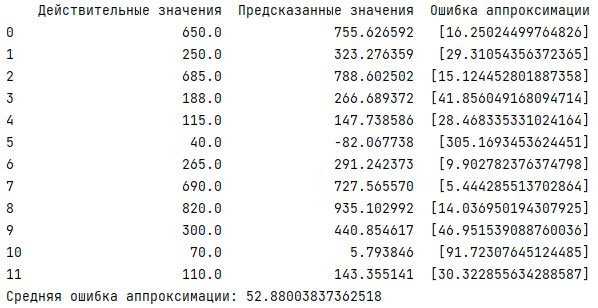 Действительные значения Предсказанные значения Ошибка аппроксимации
0 650.0 755.626592 [16.25024499764826]
1 250.0 323.276359 [29.31054356372365]
2 685.0 788.602502 [15.124452801887358]
3 188.0 266.689372 [41.856049168094714]
4 115.0 147.738586 [28.468335331024164]
5 40.0 -82.067738 [305.1693453624451]
6 265.0 291.242373 [9.902782376374798]
7 690.0 727.565570 [5.444285513702864]
8 820.0 935.102992 [14.036950194307925]
9 300.0 440.854617 [46.951539088760036]
10 70.0 5.793846 [91.72307645124485]
11 110.0 143.355141 [30.322855634288587]
Средняя ошибка аппроксимации: 52.88003837362518